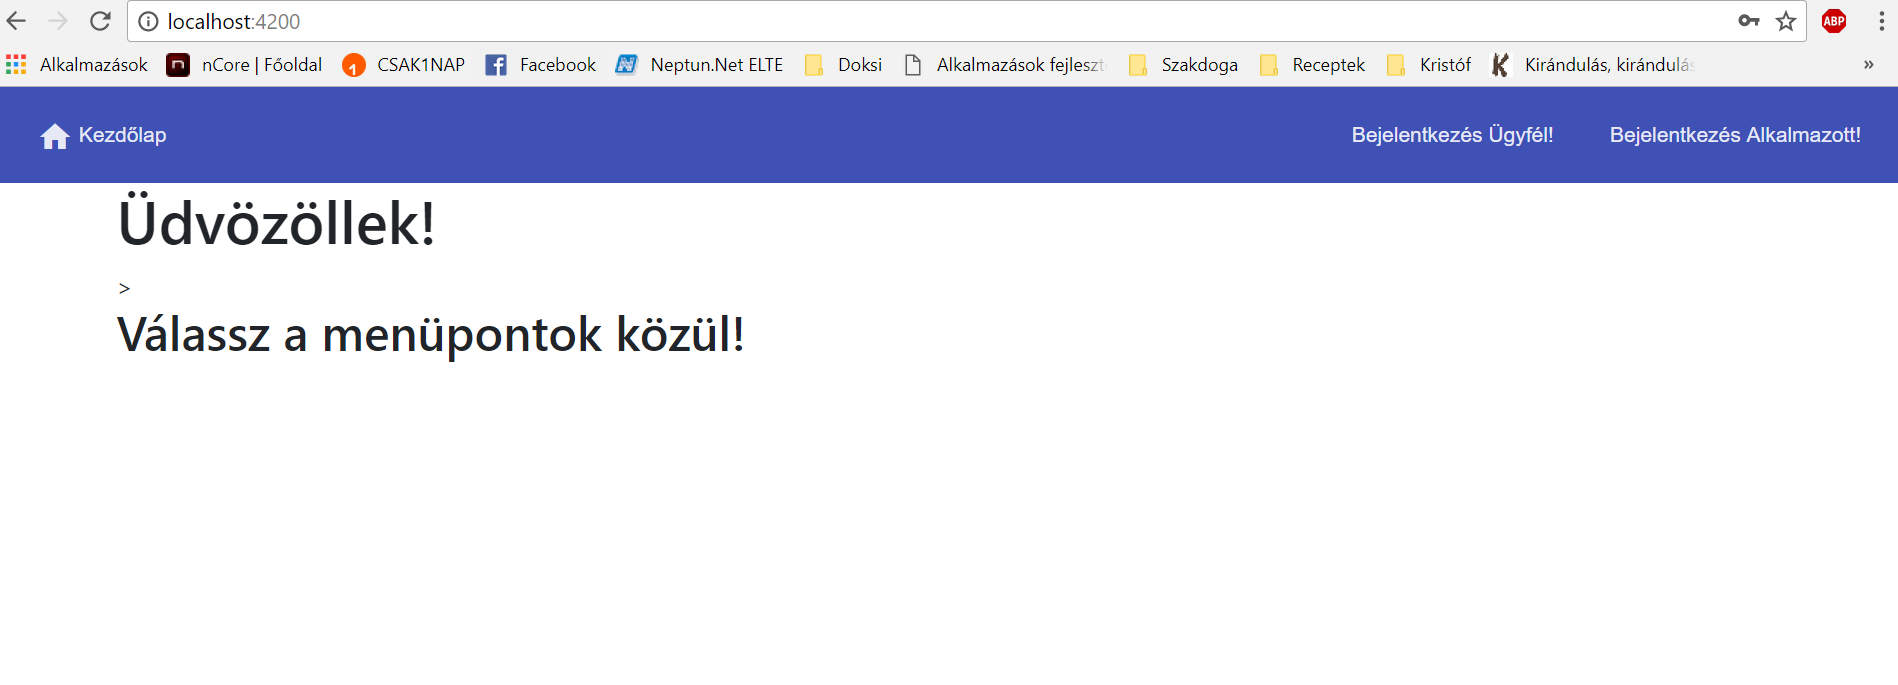 localhost:4200
ABP
Alkalmazások nCore | Főoldal CSAK1NAP Facebook Neptun.Net ELTE Doksi Alkalmazások fejleszt Szakdoga Receptek Kristóf Kirándulás, kirándulás »
Kezdőlap Bejelentkezés Ügyfél! Bejelentkezés Alkalmazott!
Üdvözöllek!
>
Válassz a menüpontok közül!